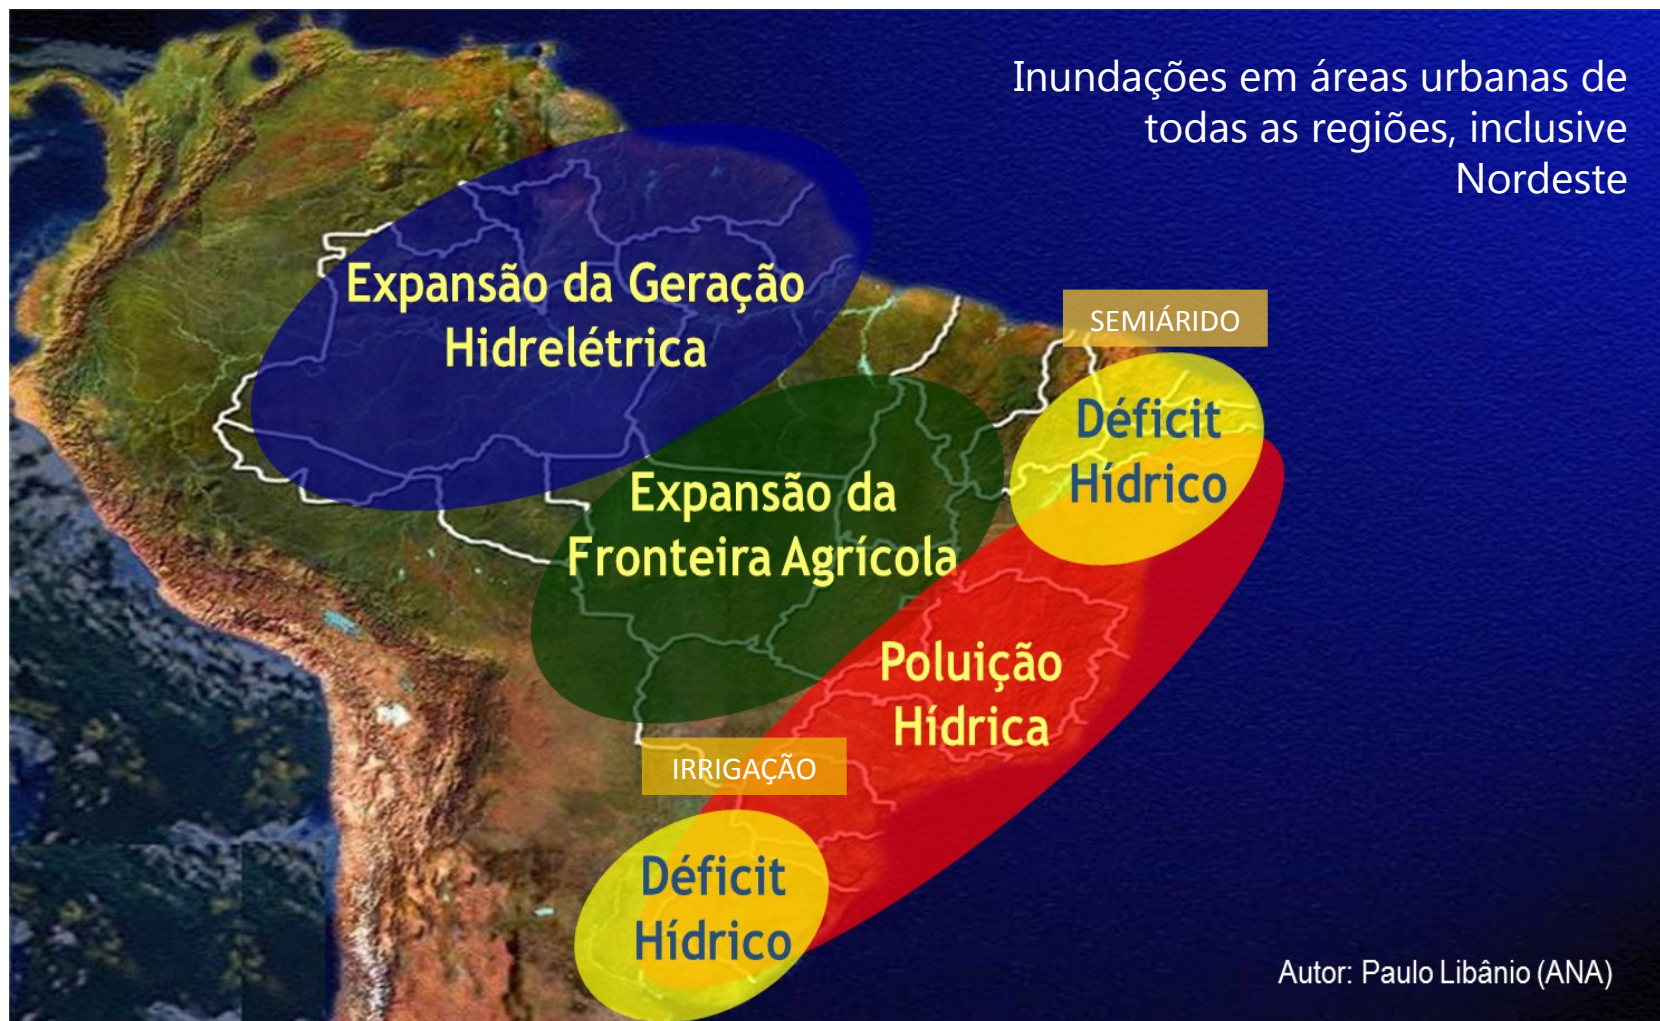 Inundações em áreas urbanas de
todas as regiões, inclusive
Nordeste
Expansão da Geração
Hidrelétrica
SEMIÁRIDO
Déficit
Hídrico
Expansão da
Fronteira Agrícola
Poluição
Hídrica
IRRIGAÇÃO
Déficit
Hídrico
Autor: Paulo Libânio (ANA)